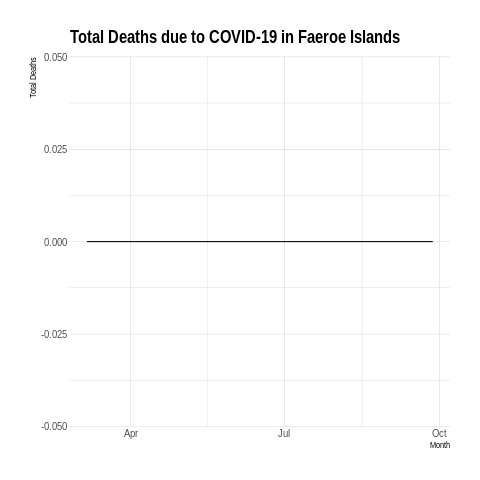 Total Deaths due to COVID-19 in Faeroe Islands
Total Deaths
0.050
0.025
0.000
-0.025
-0.050
Apr
Jul
Oct
Month